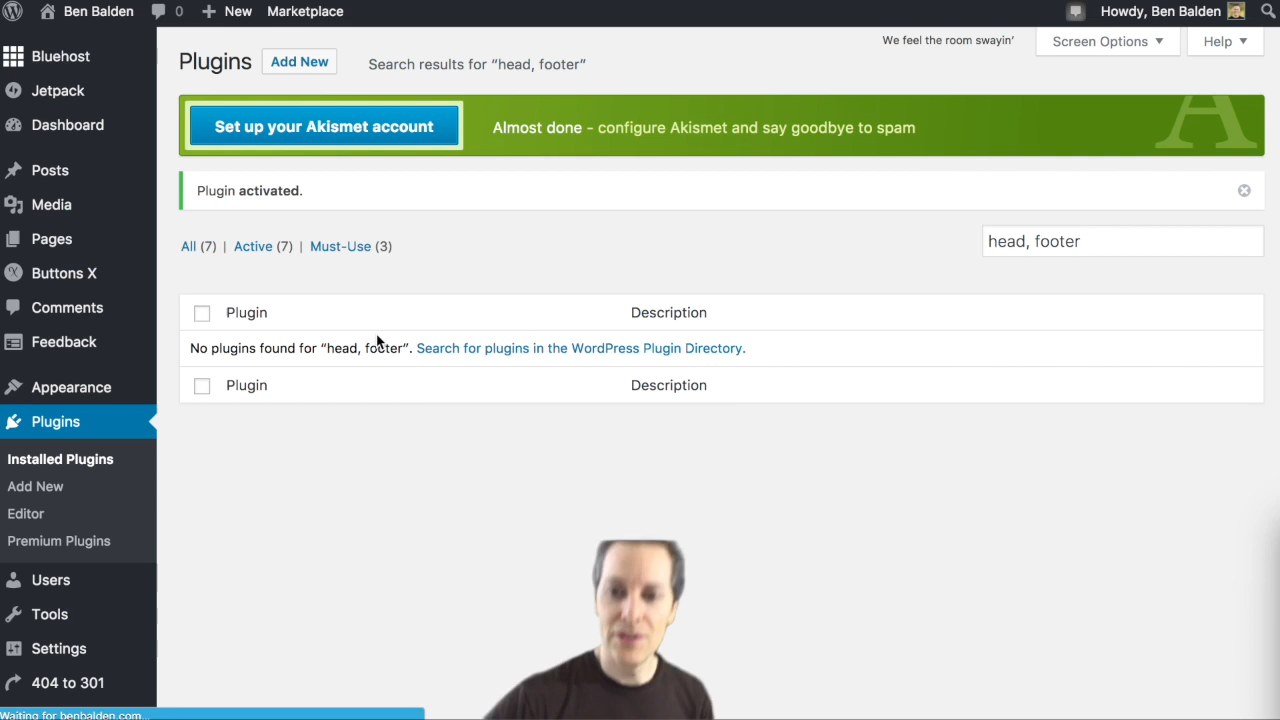 Ben Balden 0 New Marketplace Howdy, Ben Balden
Bluehost
Jetpack
Dashboard
Posts
Media
Pages
Buttons X
Comments
Feedback
Appearance
Plugins
Installed Plugins
Add New
Editor
Premium Plugins
Users
Tools
Settings
404 to 301
We feel the room swayin' Screen Options Help
Plugins Add New Search results for “head, footer”
Set up your Akismet account Almost done - configure Akismet and say goodbye to spam
Plugin activated.
All (7) | Active (7) | Must-Use (3) head, footer
Plugin Description
No plugins found for “head, footer”. Search for plugins in the WordPress Plugin Directory.
Plugin Description
Waiting for benbalden.com...